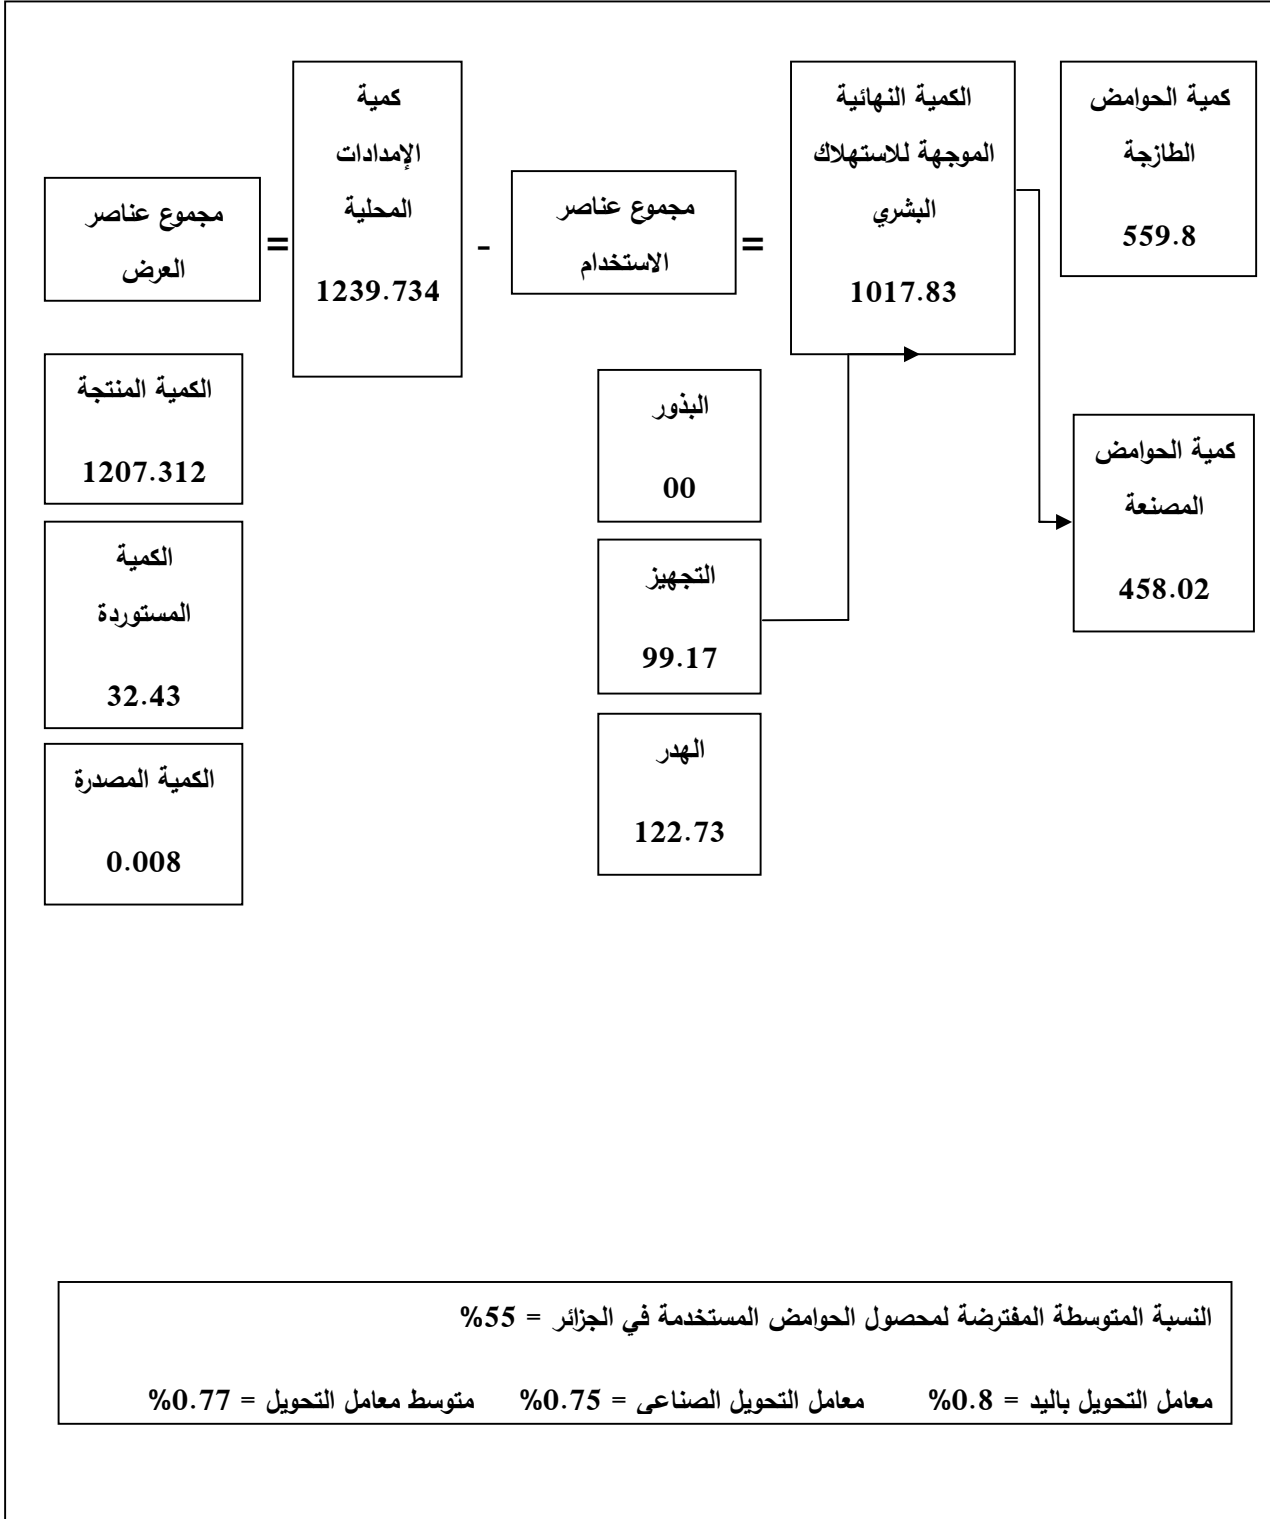 كمية الحوامض
الطازجة
559.8
الكمية النهائية
الموجهة للاستهلاك
البشري
1017.83
=
مجموع عناصر
الاستخدام
-
كمية
الإمدادات
المحلية
1239.734
=
مجموع عناصر
العرض
الكمية المنتجة
1207.312
الكمية
المستوردة
32.43
الكمية المصدرة
0.008
البذور
00
التجهيز
99.17
الهدر
122.73
كمية الحوامض
المصنعة
458.02
النسبة المتوسطة المفترضة لمحصول الحوامض المستخدمة في الجزائر = 55%
معامل التحويل باليد = 0.8% معامل التحويل الصناعي = 0.75% متوسط معامل التحويل = 0.77%